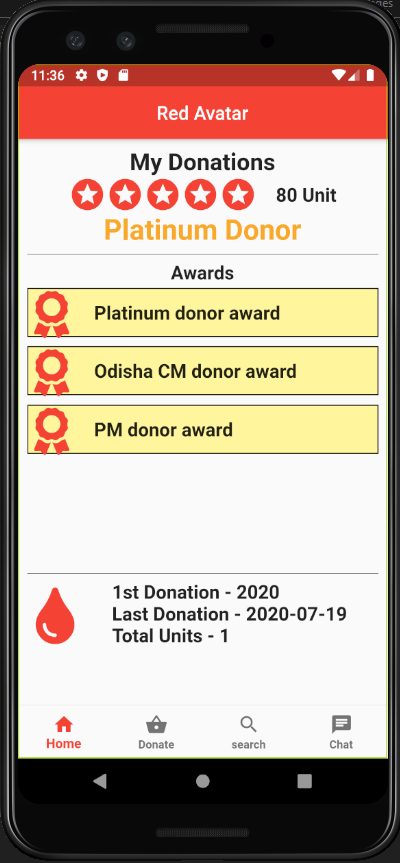 ges
11:36
Red Avatar
My Donations
80 Unit
Platinum Donor
Awards
Platinum donor award
Odisha CM donor award
PM donor award
1st Donation - 2020
Last Donation - 2020-07-19
Total Units - 1
Home Donate search Chat